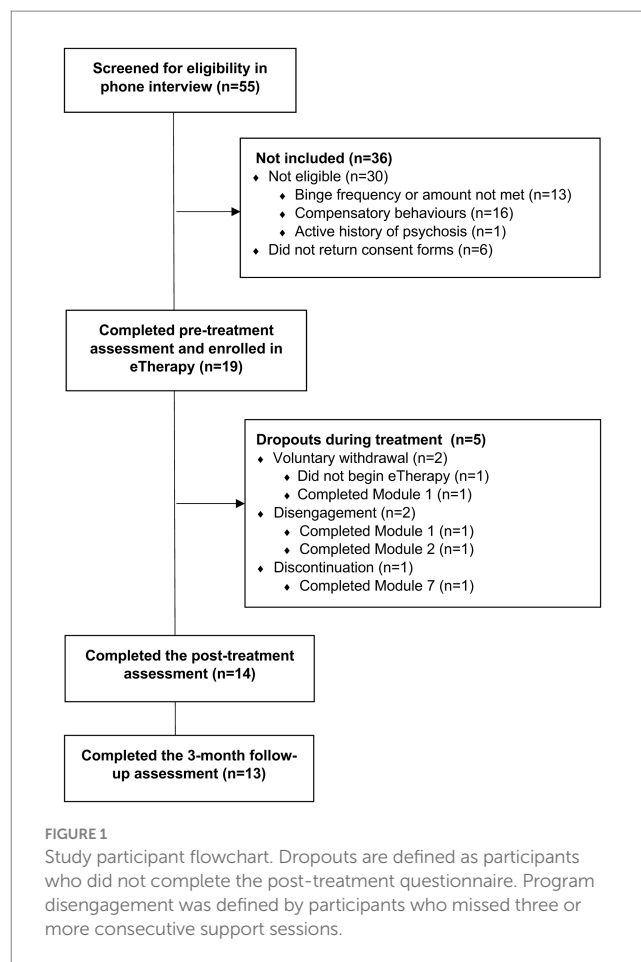 Screened for eligibility in
phone interview (n=55)
Not included (n=36)
♦ Not eligible (n=30)
♦ Binge frequency or amount not met (n=13)
♦ Compensatory behaviours (n=16)
♦ Active history of psychosis (n=1)
♦ Did not return consent forms (n=6)
Completed pre-treatment
assessment and enrolled in
eTherapy (n=19)
Dropouts during treatment (n=5)
♦ Voluntary withdrawal (n=2)
♦ Did not begin eTherapy (n=1)
♦ Completed Module 1 (n=1)
♦ Disengagement (n=2)
♦ Completed Module 1 (n=1)
♦ Completed Module 2 (n=1)
♦ Discontinuation (n=1)
♦ Completed Module 7 (n=1)
Completed the post-treatment
assessment (n=14)
Completed the 3-month follow-
up assessment (n=13)
FIGURE 1
Study participant flowchart. Dropouts are defined as participants
who did not complete the post-treatment questionnaire. Program
disengagement was defined by participants who missed three or
more consecutive support sessions.